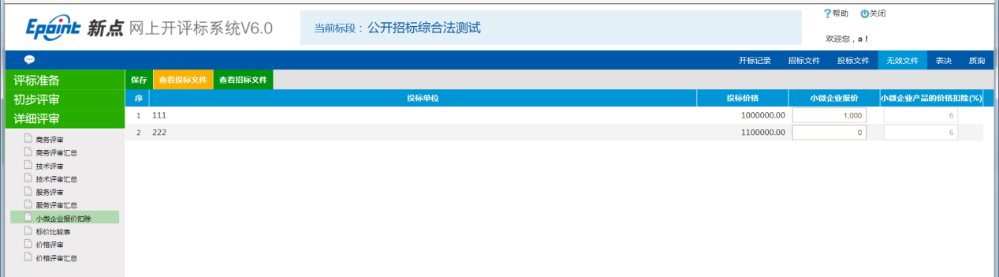 Epoint 新点 网上开评标系统V6.0
当前标段：公开招标综合法测试
帮助 关闭
欢迎您，a！
开标记录 招标文件 投标文件 无效文件 表决 质询
评标准备
初步评审
详细评审
商务评审
商务评审汇总
技术评审
技术评审汇总
服务评审
服务评审汇总
小微企业报价扣除
标价比较表
价格评审
价格评审汇总
保存 查看投标文件 查看招标文件
序 投标单位 投标价格 小微企业报价 小微企业产品的价格扣除(%)
1 111 1000000.00 1,000 6
2 222 1100000.00 0 6